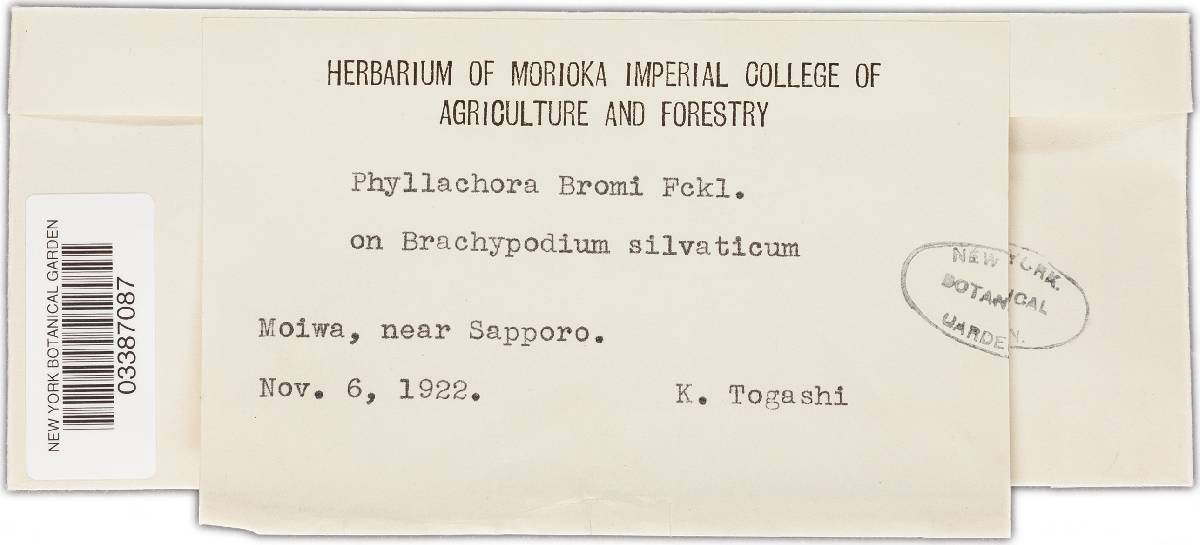 HERBARIUM OF MORIOKA IMPERIAL COLLEGE OF
AGRICULTURE AND FORESTRY
Phyllachora Bromi Fckl.
on Brachypodium silvaticum
Moiwa, near Sapporo.
Nov. 6, 1922. K. Togashi
NEW YORK BOTANICAL GARDEN
03387087
NEW YORK.
BOTANICAL
GARDEN.